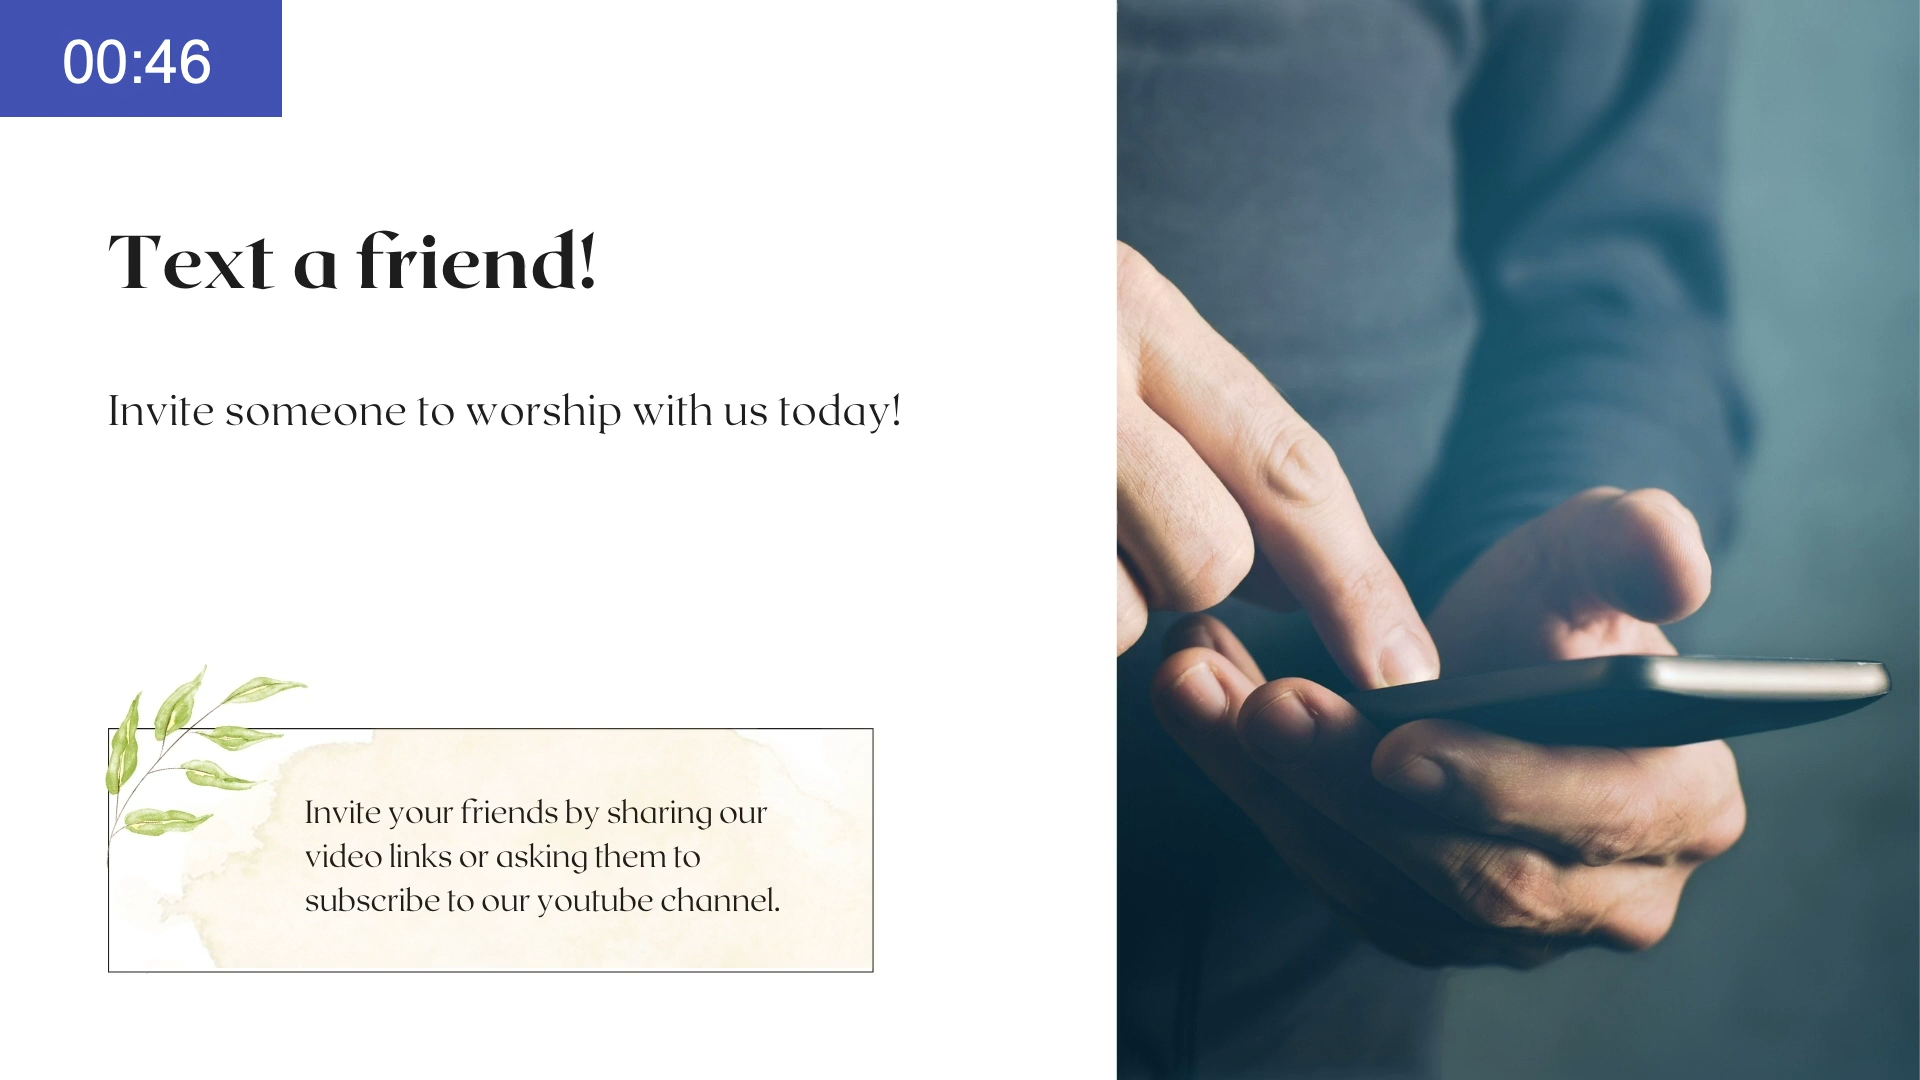 00:46
Text a friend!
Invite someone to worship with us today!
Invite your friends by sharing our
video links or asking them to
subscribe to our youtube channel.